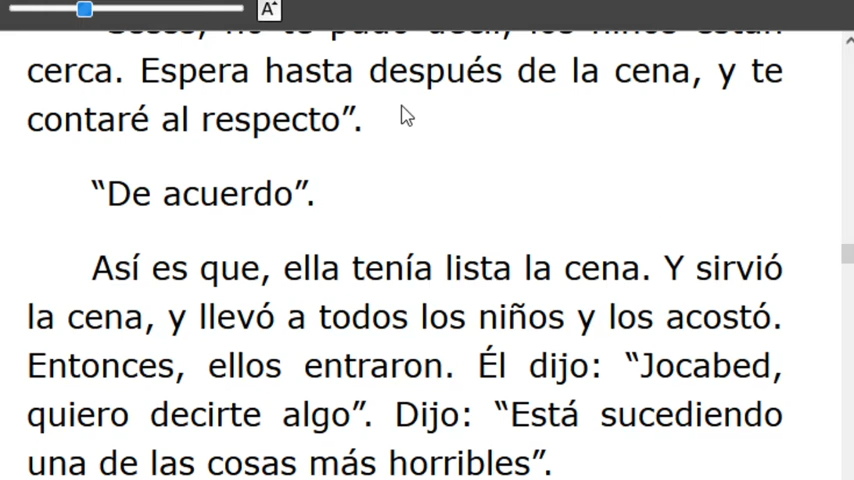 A
cerca. Espera hasta después de la cena, y te
contaré al respecto”.
“De acuerdo”.
Así es que, ella tenía lista la cena. Y sirvió
la cena, y llevó a todos los niños y los acostó.
Entonces, ellos entraron. Él dijo: “Jocabed,
quiero decirte algo”. Dijo: “Está sucediendo
una de las cosas más horribles”.